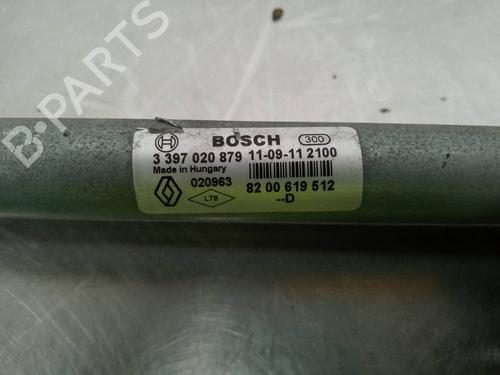 B-PARTS
BOSCH 300
3 397 020 879 11-09-11 2100
Made in Hungary
020963
L78
82 00 619 512
--D